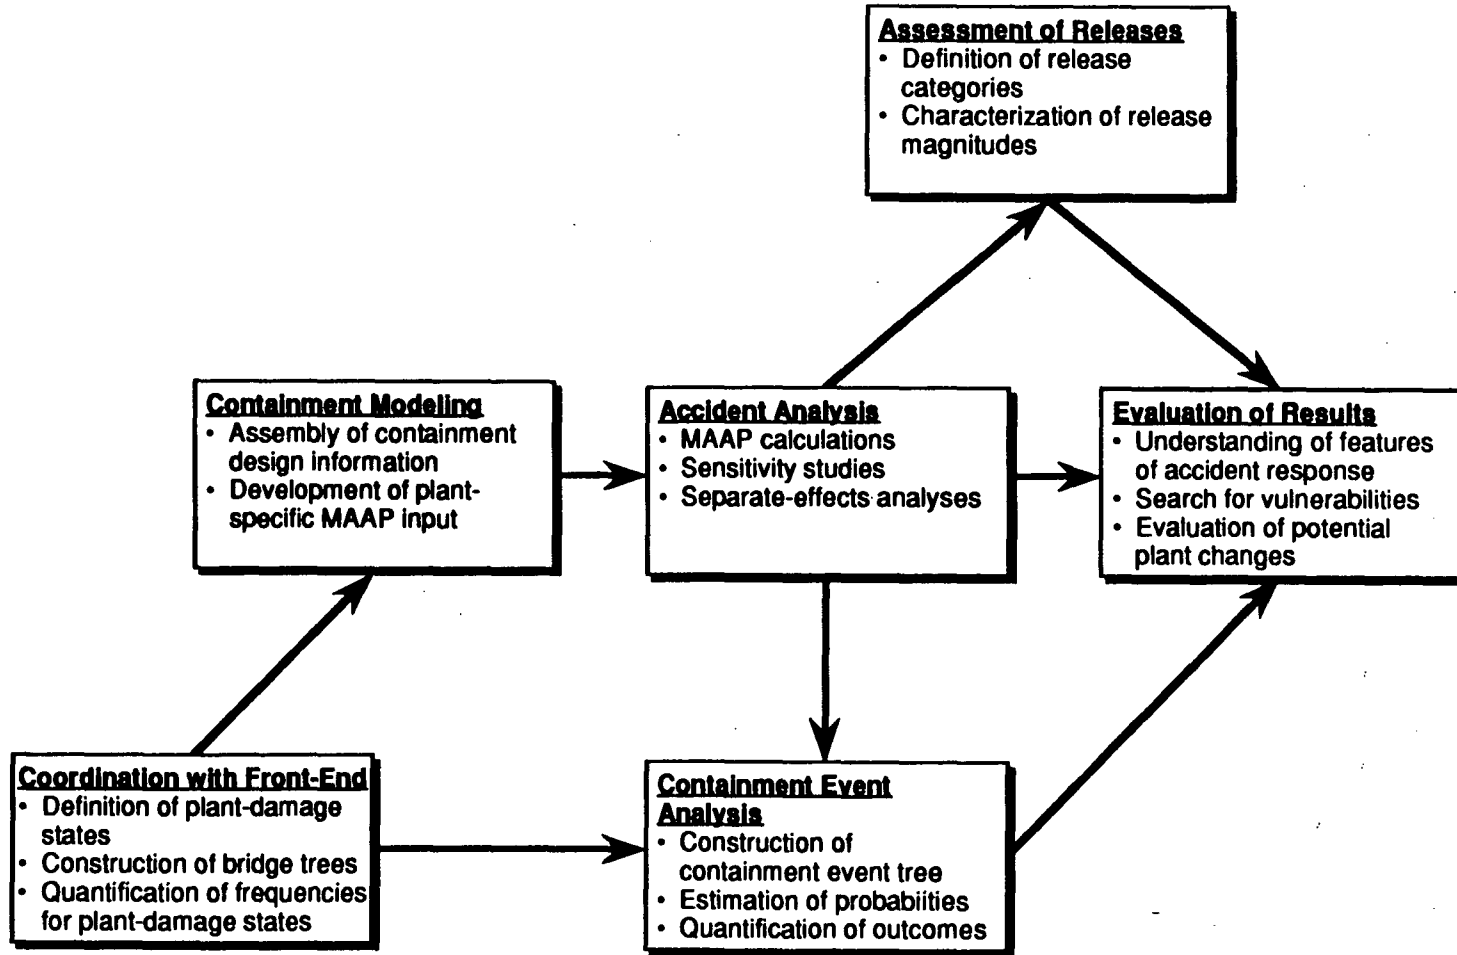 Assessment of Releases
• Definition of release
categories
• Characterization of release
magnitudes
Containment Modeling
• Assembly of containment
design information
• Development of plant-
specific MAAP input
Accident Analysis
• MAAP calculations
• Sensitivity studies
• Separate-effects analyses
Evaluation of Results
• Understanding of features
of accident response
• Search for vulnerabilities
• Evaluation of potential
plant changes
Coordination with Front-End
• Definition of plant-damage
states
• Construction of bridge trees
• Quantification of frequencies
for plant-damage states
Containment Event
Analysis
• Construction of
containment event tree
• Estimation of probabiities
• Quantification of outcomes